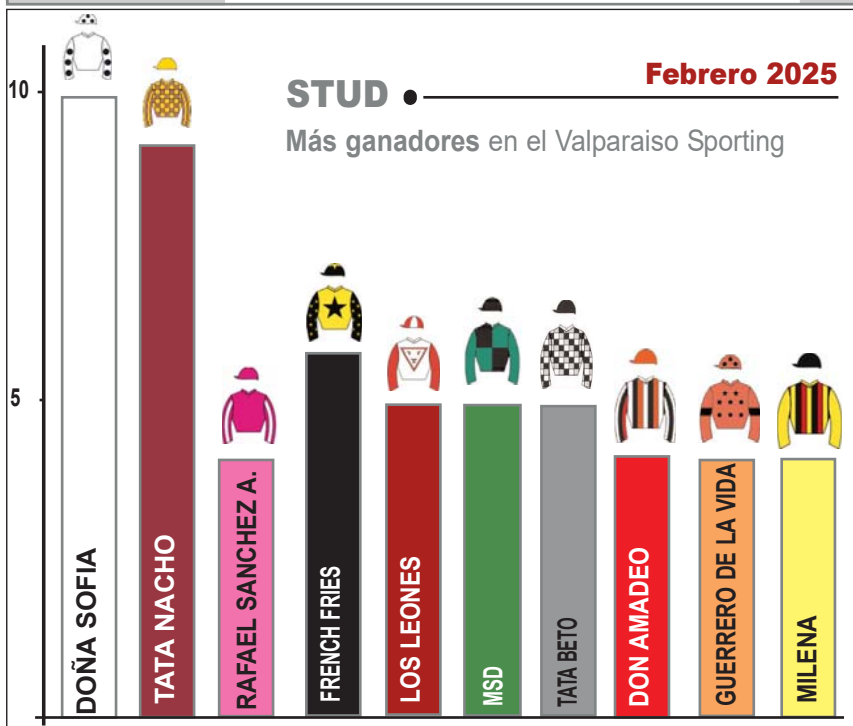 Febrero 2025
STUD
Más ganadores en el Valparaiso Sporting
10
5
DOÑA SOFIA
TATA NACHO
RAFAEL SANCHEZ A.
FRENCH FRIES
LOS LEONES
MSD
TATA BETO
DON AMADEO
GUERRERO DE LA VIDA
MILENA